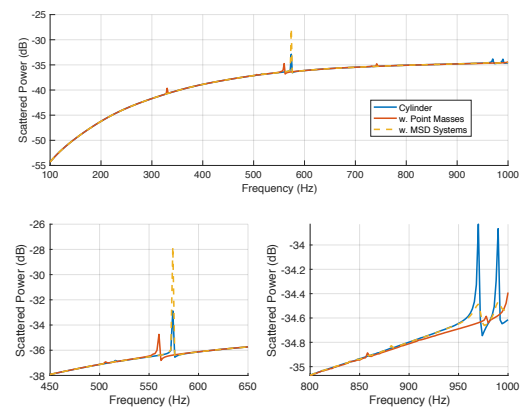 -25
-30
-35
-40
-45
-50
-55
Scattered Power (dB)
100 200 300 400 500 600 700 800 900 1000
Frequency (Hz)
Cylinder
w. Point Masses
w. MSD Systems
-26
-28
-30
-32
-34
-36
-38
Scattered Power (dB)
450 500 550 600 650
Frequency (Hz)
-34
-34.2
-34.4
-34.6
-34.8
-35
Scattered Power (dB)
800 850 900 950 1000
Frequency (Hz)